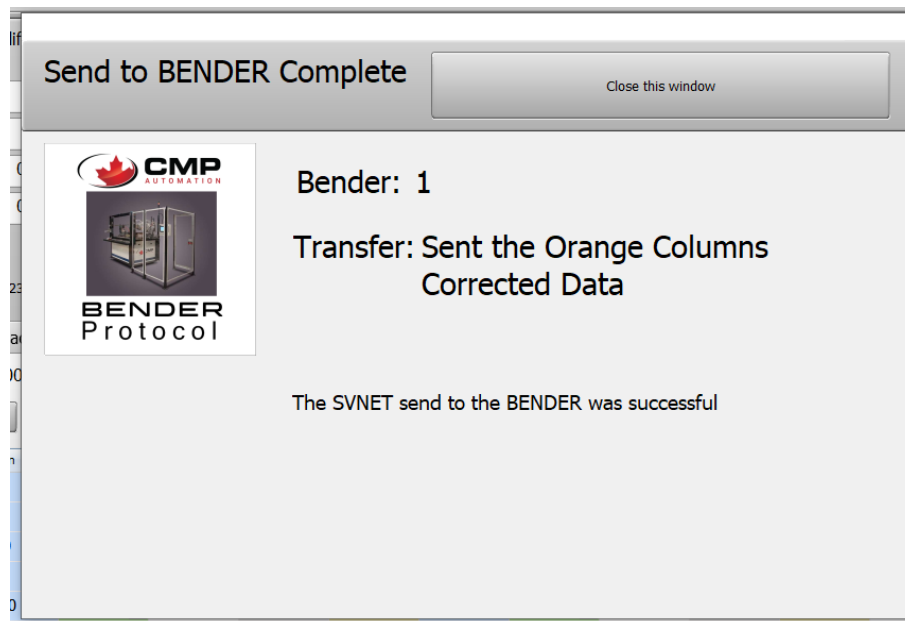 Send to BENDER Complete
Close this window
CMP
AUTOMATION
BENDER
Protocol
Bender: 1
Transfer: Sent the Orange Columns
Corrected Data
The SVNET send to the BENDER was successful